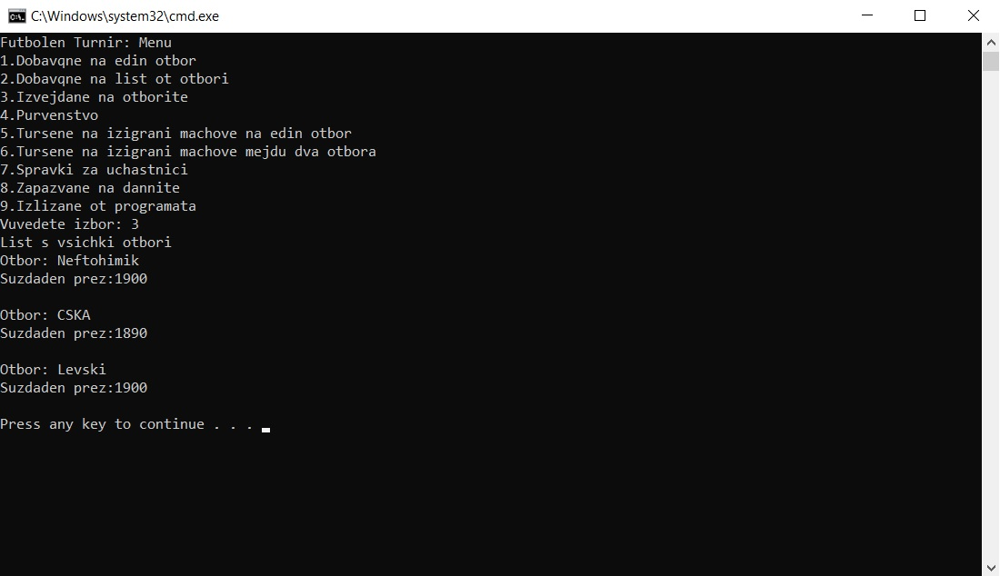 C:\Windows\system32\cmd.exe
Futbolen Turnir: Menu
1.Dobavqne na edin otbor
2.Dobavqne na list ot otbori
3.Izvejdane na otborite
4.Purvenstvo
5.Tursene na izigrani machove na edin otbor
6.Tursene na izigrani machove mejdu dva otbora
7.Spravki za uchastnici
8.Zapazvane na dannite
9.Izlizane ot programata
Vuvedete izbor: 3
List s vsichki otbori
Otbor: Neftohimik
Suzdaden prez:1900
Otbor: CSKA
Suzdaden prez:1890
Otbor: Levski
Suzdaden prez:1900
Press any key to continue . . .